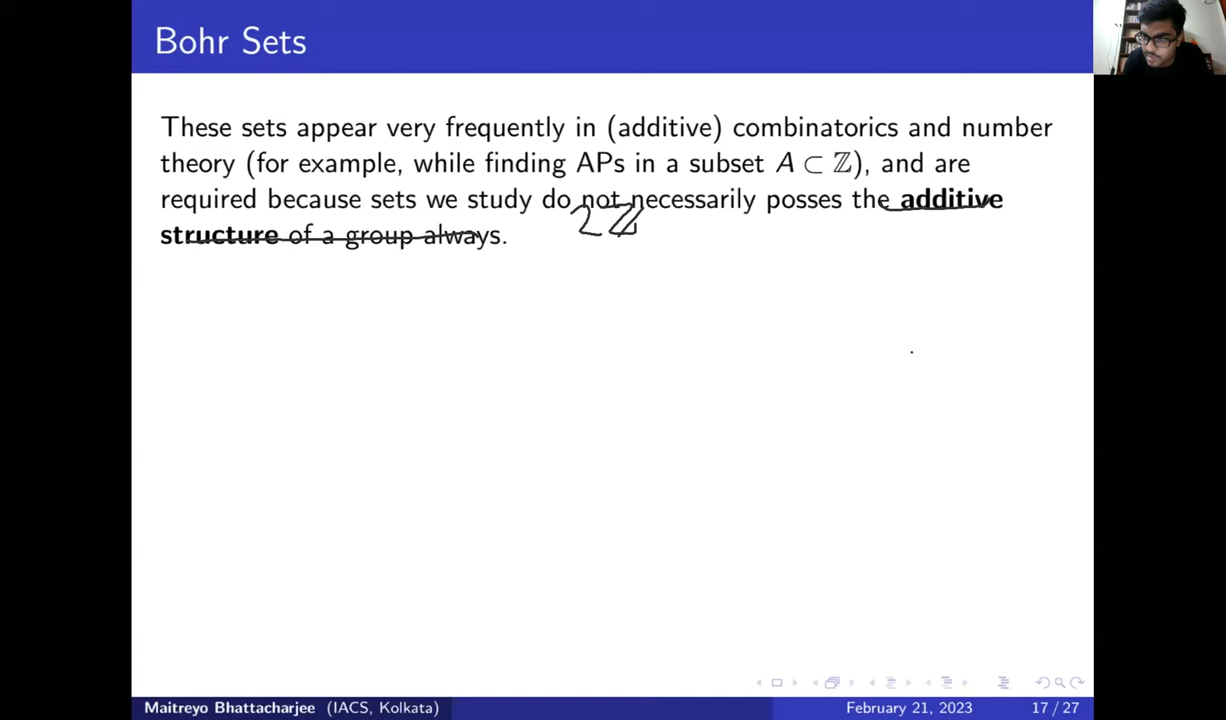 Bohr Sets
These sets appear very frequently in (additive) combinatorics and number
theory (for example, while finding APs in a subset A ⊂ ℤ), and are
required because sets we study do not necessarily posses the additive
structure of a group always.
2ℤ
Maitreyo Bhattacharjee (IACS, Kolkata) February 21, 2023 17 / 27